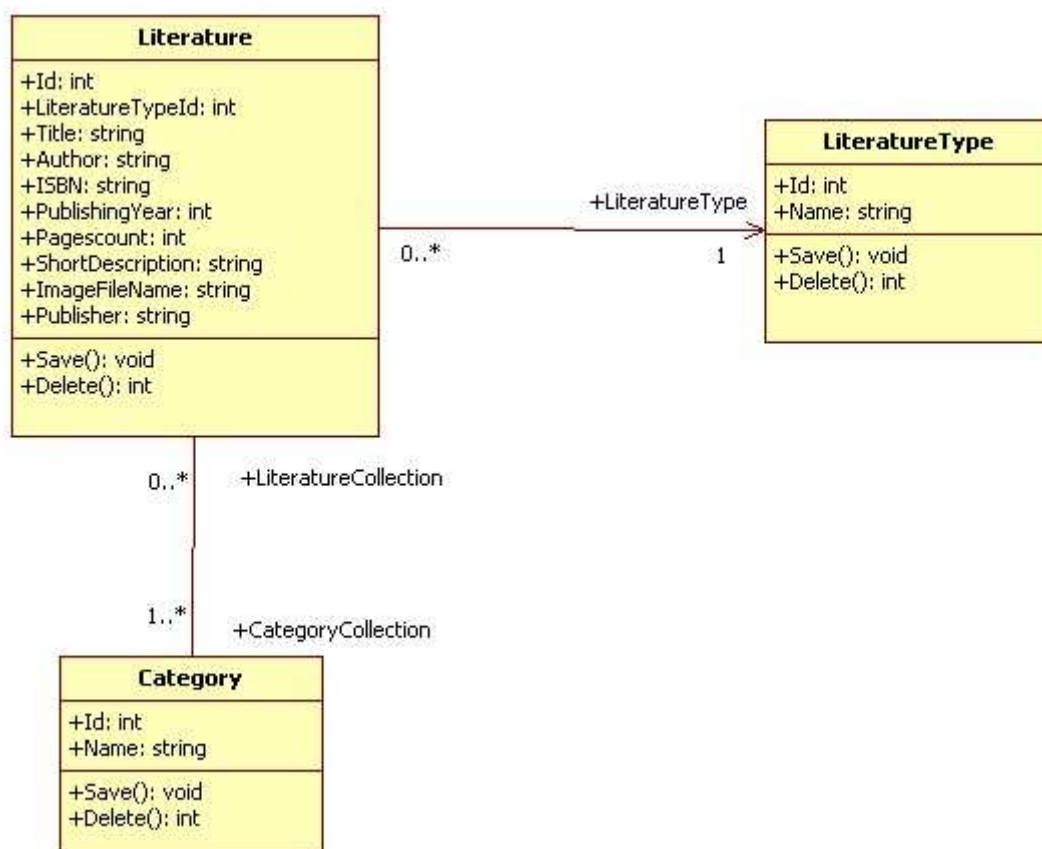 Literature
+Id: int
+LiteratureTypeId: int
+Title: string
+Author: string
+ISBN: string
+PublishingYear: int
+Pagescount: int
+ShortDescription: string
+ImageFileName: string
+Publisher: string
+Save(): void
+Delete(): int
+LiteratureType
0..*
1
LiteratureType
+Id: int
+Name: string
+Save(): void
+Delete(): int
0..*
+LiteratureCollection
1..*
+CategoryCollection
Category
+Id: int
+Name: string
+Save(): void
+Delete(): int